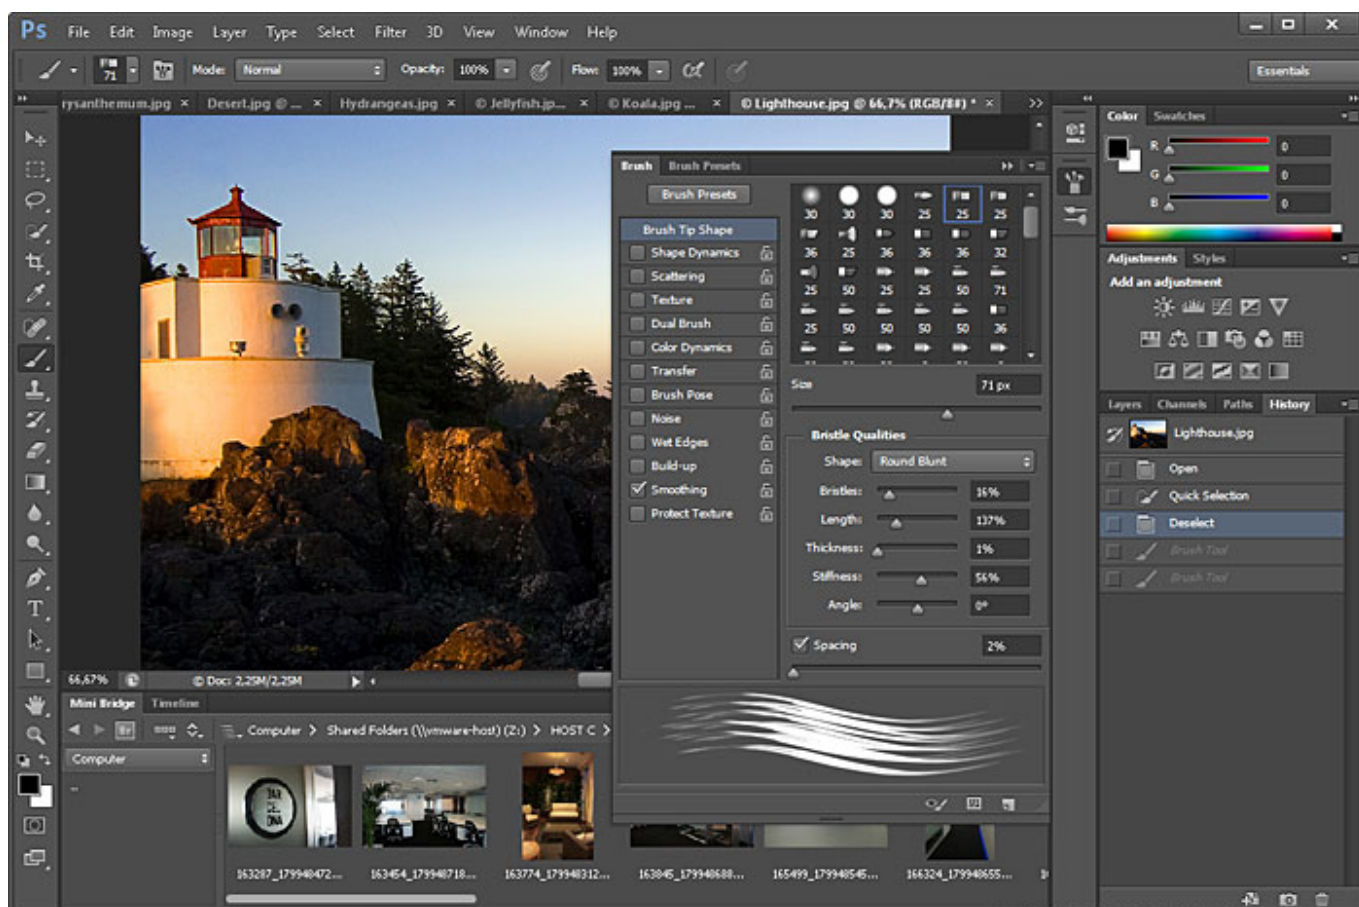 Ps File Edit Image Layer Type Select Filter 3D View Window Help
71 Mode: Normal Opacity: 100% Flow: 100% Essentials
rysanthemum.jpg × Desert.jpg @ ... × Hydrangeas.jpg × © Jellyfish.jp... × © Koala.jpg ... × © Lighthouse.jpg @ 66,7% (RGB/8#) * ×
Brush Brush Presets
Brush Presets
Brush Tip Shape
Shape Dynamics
Scattering
Texture
Dual Brush
Color Dynamics
Transfer
Brush Pose
Noise
Wet Edges
Build-up
Smoothing
Protect Texture
30 30 30 25 25 25
36 25 36 36 36 32
25 50 25 25 50 71
25 50 50 50 50 36
Size 71 px
Bristle Qualities
Shape: Round Blunt
Bristles: 16%
Length: 137%
Thickness: 1%
Stiffness: 56%
Angle: 0°
Spacing 2%
Color Swatches
R 0
G 0
B 0
Adjustments Styles
Add an adjustment
Layers Channels Paths History
Lighthouse.jpg
Open
Quick Selection
Deselect
Brush Tool
Brush Tool
66,67% © Doc: 2,25M/2,25M
Mini Bridge Timeline
Computer > Shared Folders (\\vmware-host) (Z:) > HOST C >
Computer
..
163287_179948472... 163454_179948718... 163774_179948312... 163845_179948688... 165499_179948545... 166324_179948655...